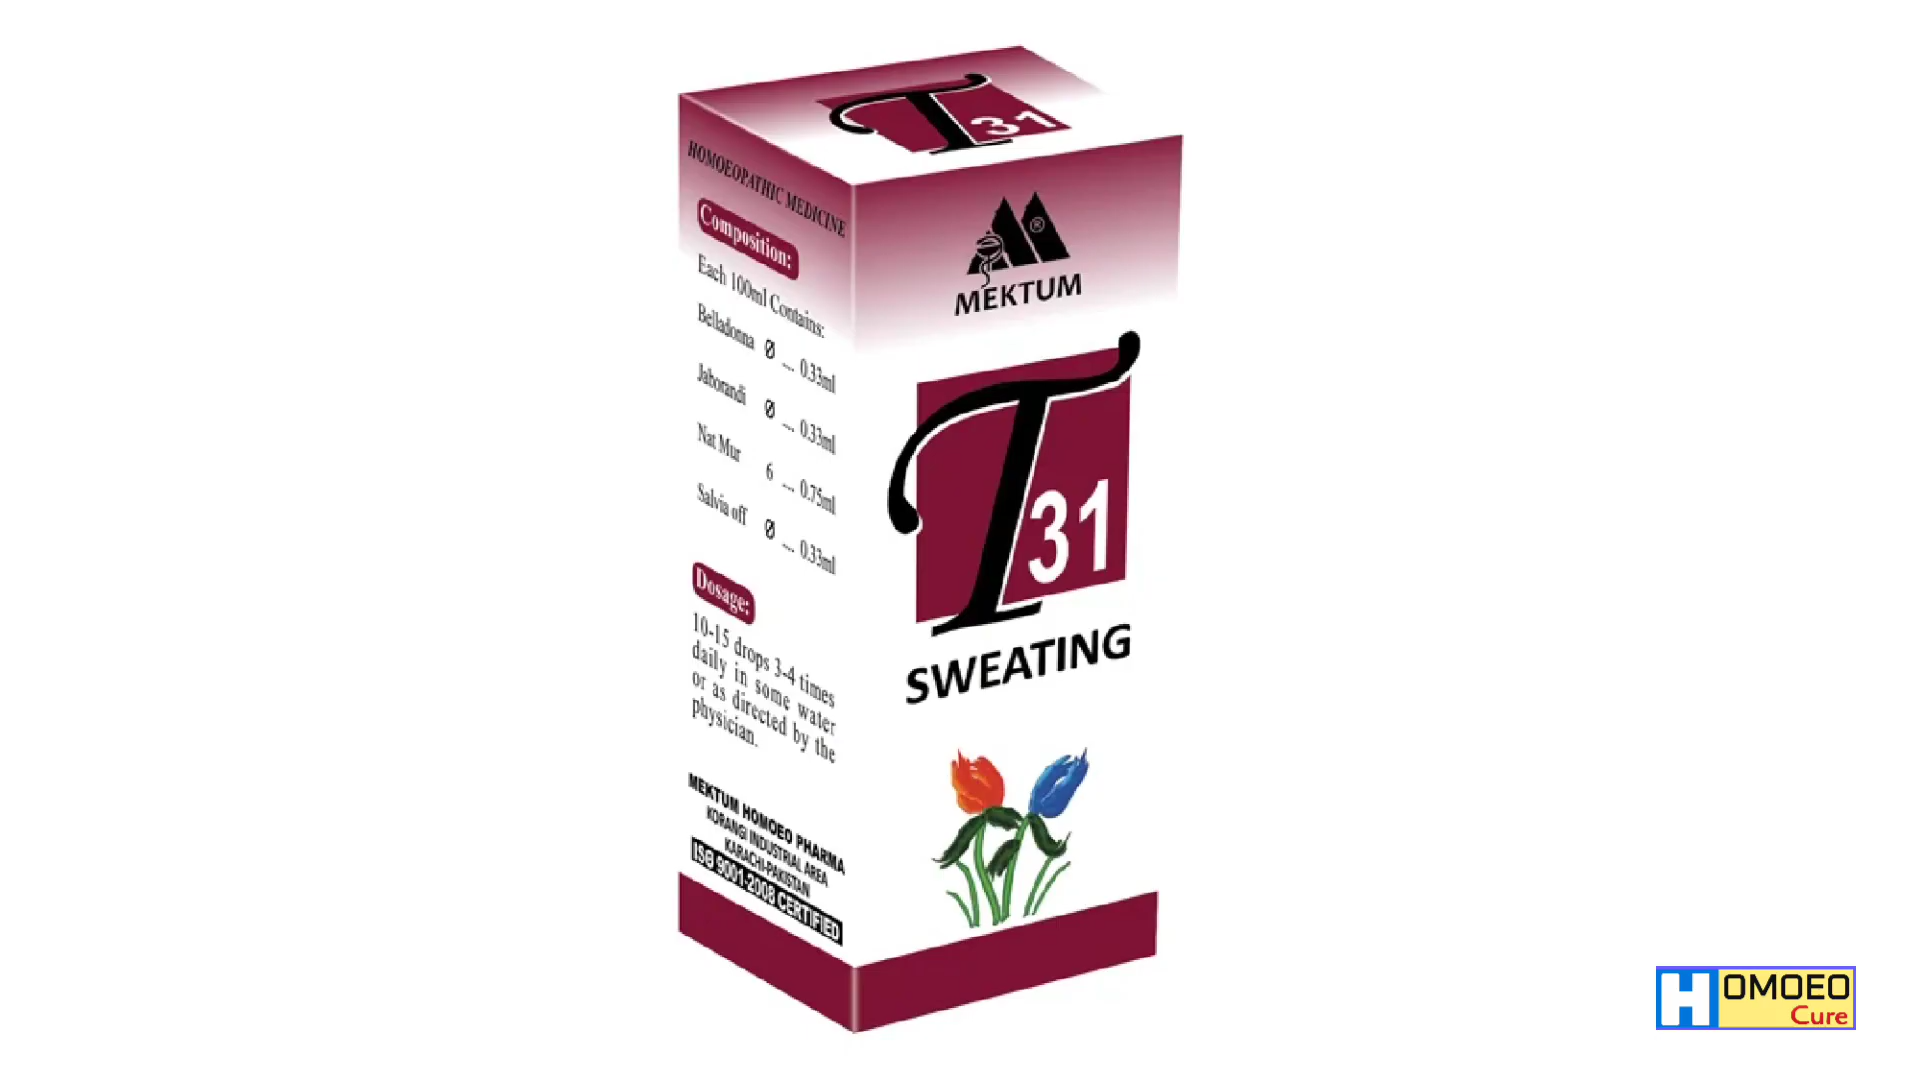 T 31
HOMOEOPATHIC MEDICINE
Composition:
Each 100ml Contains:
Belladonna Ø ... 0.33ml
Jaborandi Ø ... 0.33ml
Nat Mur 6 ... 0.75ml
Salvia off Ø ... 0.33ml
Dosage:
10-15 drops 3-4 times
daily in some water
or as directed by the
physician.
MEKTUM HOMOEO PHARMA
KORANGI INDUSTRIAL AREA
KARACHI-PAKISTAN
ISO 9001-2008 CERTIFIED
M ®
MEKTUM
T 31
SWEATING
HOMOEO
Cure